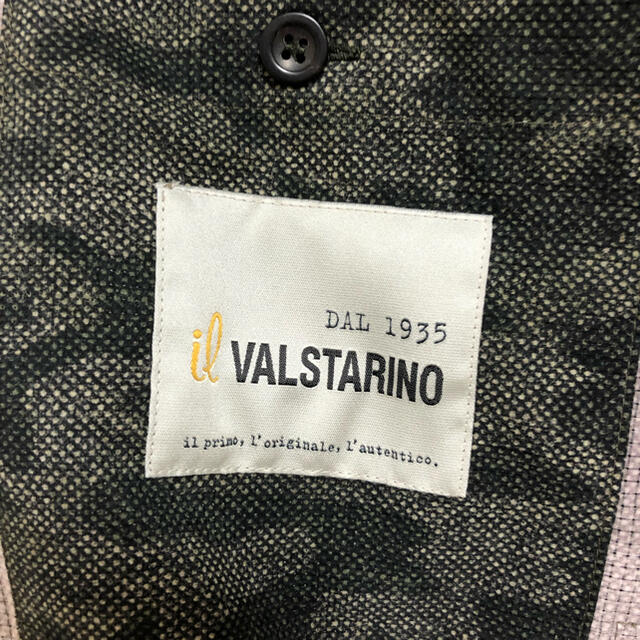 DAL 1935
il VALSTARINO
il primo, l'originale, l'autentico.